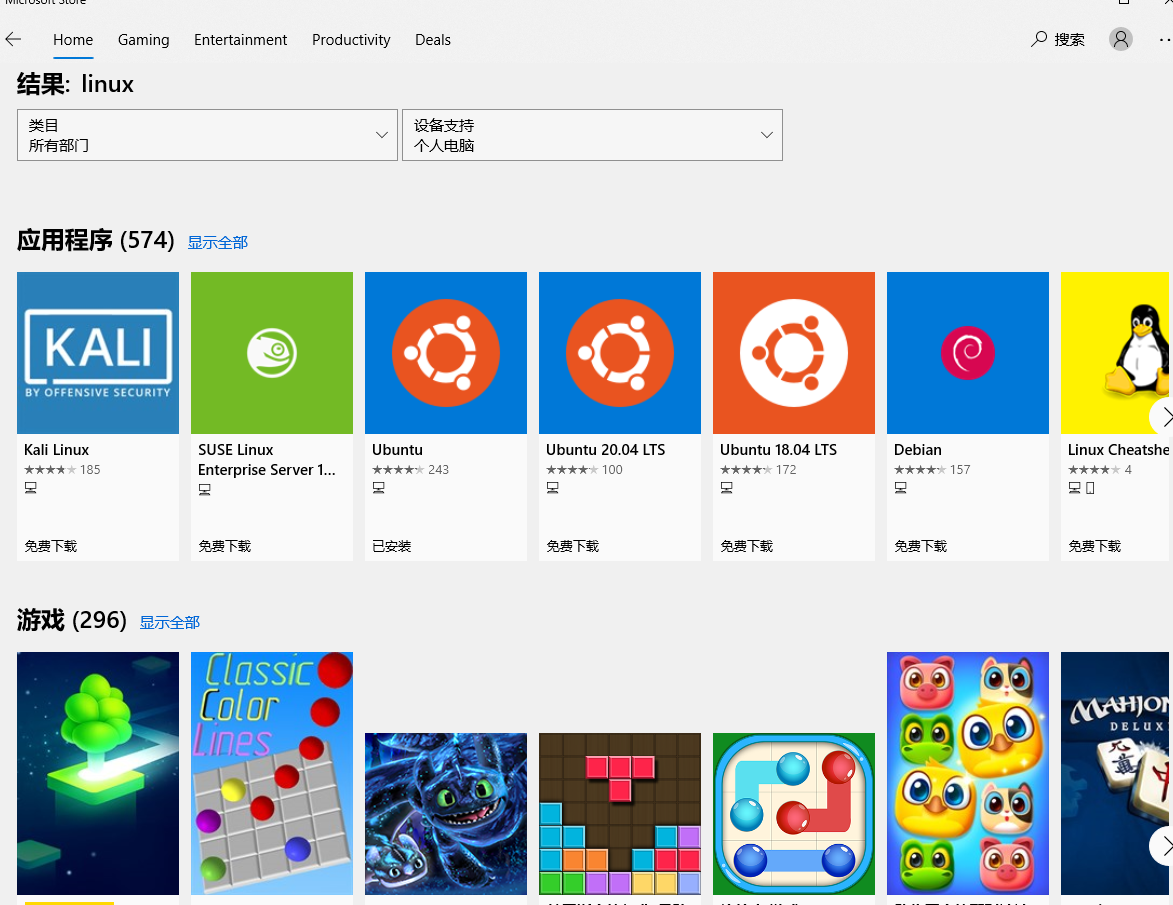 Microsoft Store
Home Gaming Entertainment Productivity Deals 搜索
结果: linux
类目
所有部门
设备支持
个人电脑
应用程序 (574) 显示全部
KALI
BY OFFENSIVE SECURITY
Kali Linux
185
免费下载
SUSE Linux
Enterprise Server 1...
免费下载
Ubuntu
243
已安装
Ubuntu 20.04 LTS
100
免费下载
Ubuntu 18.04 LTS
172
免费下载
Debian
157
免费下载
Linux Cheatshe
4
免费下载
游戏 (296) 显示全部
Classic
Color
Lines
MAHJON
DELUX